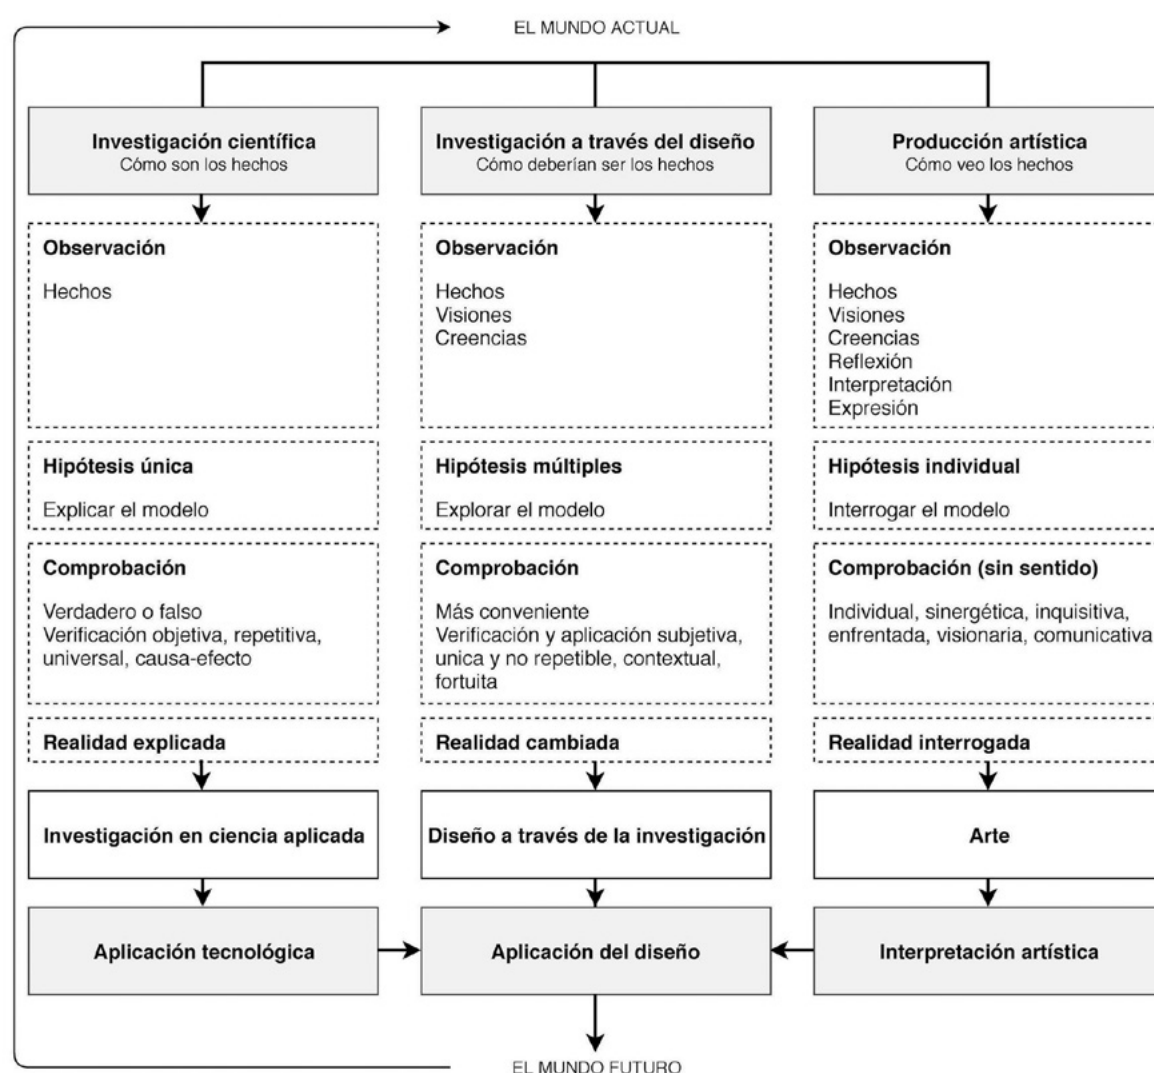 EL MUNDO ACTUAL
Investigación científica
Cómo son los hechos
Observación
Hechos
Hipótesis única
Explicar el modelo
Comprobación
Verdadero o falso
Verificación objetiva, repetitiva,
universal, causa-efecto
Realidad explicada
Investigación en ciencia aplicada
Aplicación tecnológica
Investigación a través del diseño
Cómo deberían ser los hechos
Observación
Hechos
Visiones
Creencias
Hipótesis múltiples
Explorar el modelo
Comprobación
Más conveniente
Verificación y aplicación subjetiva,
unica y no repetible, contextual,
fortuita
Realidad cambiada
Diseño a través de la investigación
Aplicación del diseño
Producción artística
Cómo veo los hechos
Observación
Hechos
Visiones
Creencias
Reflexión
Interpretación
Expresión
Hipótesis individual
Interrogar el modelo
Comprobación (sin sentido)
Individual, sinergética, inquisitiva,
enfrentada, visionaria, comunicativa
Realidad interrogada
Arte
Interpretación artística
EL MUNDO FUTURO